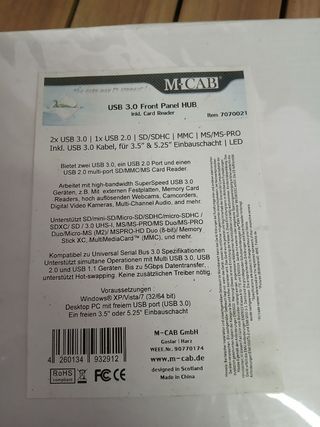 the easy way to connect!
M-CAB®
USB 3.0 Front Panel HUB
Inkl. Card Reader
Item 7070021
2x USB 3.0 | 1x USB 2.0 | SD/SDHC | MMC | MS/MS-PRO
Inkl. USB 3.0 Kabel, für 3.5" & 5.25" Einbauschacht | LED
Bietet zwei USB 3.0, ein USB 2.0 Port und einen
USB 2.0 multi-port SD/MMC/MS Card Reader.
Arbeitet mit high-bandwidth SuperSpeed USB 3.0
Geräten, z.B. Mit externen Festplatten, Memory Card
Readers, hoch auflösenden Webcams, Camcorders,
Digital Video Kameras, Multi-Channel Audio, and mehr
Unterstützt SD/mini-SD/Micro-SD/SDHC/micro-SDHC /
SDXC/ SD / 3.0 UHS-I, MS/MS-PRO/MS Duo/MS-PRO
Duo/Micro-MS (M2)/ MSPRO-HD Duo (8-bit)/ Memory
Stick XC, MultiMediaCard™ (MMC), und mehr.
Kompatibel zu Universal Serial Bus 3.0 Spezifikationen
Unterstützt simultane Operationen mit Multi USB 3.0, USB
2.0 und USB 1.1 Geräten. Bis zu 5Gbps Datentransfer,
unterstützt Hot-swapping. Keine zusätzlichen Treiber nötig.
Voraussetzungen :
Windows® XP/Vista/7 (32/64 bit)
Desktop PC mit freiem USB port (USB 3.0)
Ein freien 3.5" oder 5.25" Einschacht)
M-CAB GmbH
Goslar | Harz
WEEE.Nr. 90770174
www.m-cab.de
designed in Scotland
Made in China
4 260134 932912
RoHS
compliant
FC CE